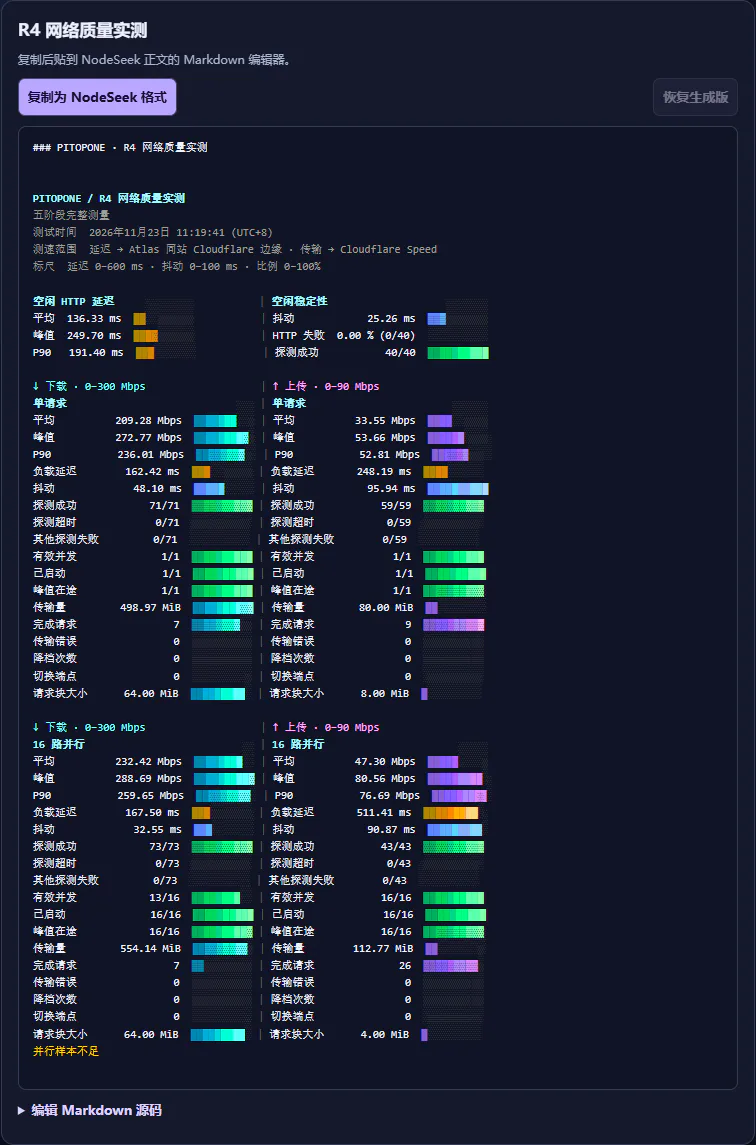 R4 网络质量实测
复制后贴到 NodeSeek 正文的 Markdown 编辑器。
复制为 NodeSeek 格式
恢复生成版
### PITOPONE · R4 网络质量实测
PITOPONE / R4 网络质量实测
五阶段完整测量
测试时间 2026年11月23日 11:19:41 (UTC+8)
测速范围 延迟 → Atlas 同站 Cloudflare 边缘 · 传输 → Cloudflare Speed
标尺 延迟 0-600 ms · 抖动 0-100 ms · 比例 0-100%
空闲 HTTP 延迟 | 空闲稳定性
平均 136.33 ms | 抖动 25.26 ms
峰值 249.70 ms | HTTP 失败 0.00 % (0/40)
P90 191.40 ms | 探测成功 40/40
↓ 下载 · 0-300 Mbps | ↑ 上传 · 0-90 Mbps
单请求 | 单请求
平均 209.28 Mbps | 平均 33.55 Mbps
峰值 272.77 Mbps | 峰值 53.66 Mbps
P90 236.01 Mbps | P90 52.81 Mbps
负载延迟 162.42 ms | 负载延迟 248.19 ms
抖动 48.10 ms | 抖动 95.94 ms
探测成功 71/71 | 探测成功 59/59
探测超时 0/71 | 探测超时 0/59
其他探测失败 0/71 | 其他探测失败 0/59
有效并发 1/1 | 有效并发 1/1
已启动 1/1 | 已启动 1/1
峰值在途 1/1 | 峰值在途 1/1
传输量 498.97 MiB | 传输量 80.00 MiB
完成请求 7 | 完成请求 9
传输错误 0 | 传输错误 0
降档次数 0 | 降档次数 0
切换端点 0 | 切换端点 0
请求块大小 64.00 MiB | 请求块大小 8.00 MiB
↓ 下载 · 0-300 Mbps | ↑ 上传 · 0-90 Mbps
16 路并行 | 16 路并行
平均 232.42 Mbps | 平均 47.30 Mbps
峰值 288.69 Mbps | 峰值 80.56 Mbps
P90 259.65 Mbps | P90 76.69 Mbps
负载延迟 167.50 ms | 负载延迟 511.41 ms
抖动 32.55 ms | 抖动 90.87 ms
探测成功 73/73 | 探测成功 43/43
探测超时 0/73 | 探测超时 0/43
其他探测失败 0/73 | 其他探测失败 0/43
有效并发 13/16 | 有效并发 16/16
已启动 16/16 | 已启动 16/16
峰值在途 16/16 | 峰值在途 16/16
传输量 554.14 MiB | 传输量 112.77 MiB
完成请求 7 | 完成请求 26
传输错误 0 | 传输错误 0
降档次数 0 | 降档次数 0
切换端点 0 | 切换端点 0
请求块大小 64.00 MiB | 请求块大小 4.00 MiB
并行样本不足
▶ 编辑 Markdown 源码